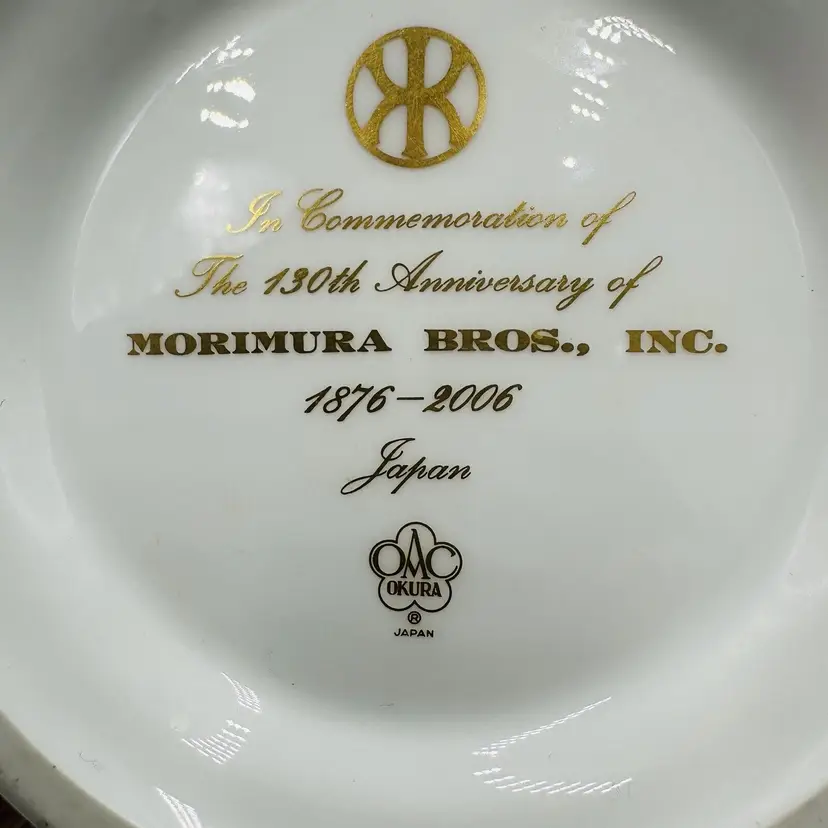 In Commemoration of
The 130th Anniversary of
MORIMURA BROS., INC.
1876–2006
Japan
OAC
OKURA
®
JAPAN